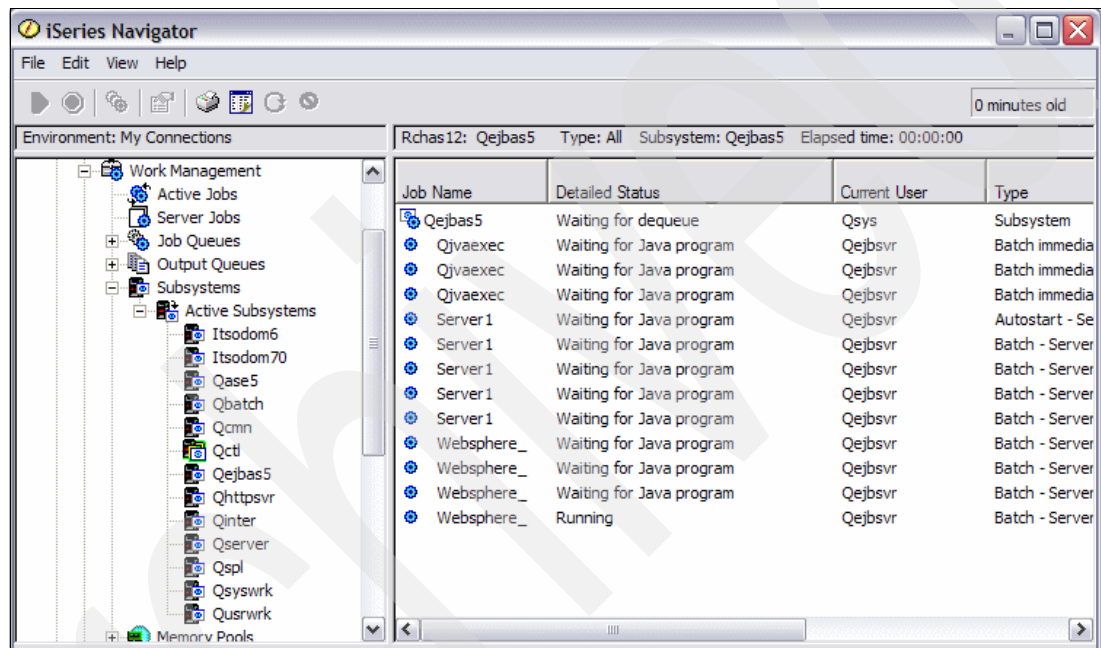 iSeries Navigator
File Edit View Help
0 minutes old
Environment: My Connections
Rchas12: Qejbas5 Type: All Subsystem: Qejbas5 Elapsed time: 00:00:00
Work Management
Active Jobs
Server Jobs
Job Queues
Output Queues
Subsystems
Active Subsystems
Itsodom6
Itsodom70
Qase5
Qbatch
Qcmn
Qctl
Qejbas5
Qhttpsvr
Qinter
Qserver
Qspl
Qsyswrk
Qusrwrk
Memory Pools
Job Name Detailed Status Current User Type
Qejbas5 Waiting for dequeue Qsys Subsystem
Qjvaexec Waiting for Java program Qejbsvr Batch immedia
Qjvaexec Waiting for Java program Qejbsvr Batch immedia
Qjvaexec Waiting for Java program Qejbsvr Batch immedia
Server1 Waiting for Java program Qejbsvr Autostart - Se
Server1 Waiting for Java program Qejbsvr Batch - Server
Server1 Waiting for Java program Qejbsvr Batch - Server
Server1 Waiting for Java program Qejbsvr Batch - Server
Server1 Waiting for Java program Qejbsvr Batch - Server
Websphere_ Waiting for Java program Qejbsvr Batch - Server
Websphere_ Waiting for Java program Qejbsvr Batch - Server
Websphere_ Waiting for Java program Qejbsvr Batch - Server
Websphere_ Running Qejbsvr Batch - Server